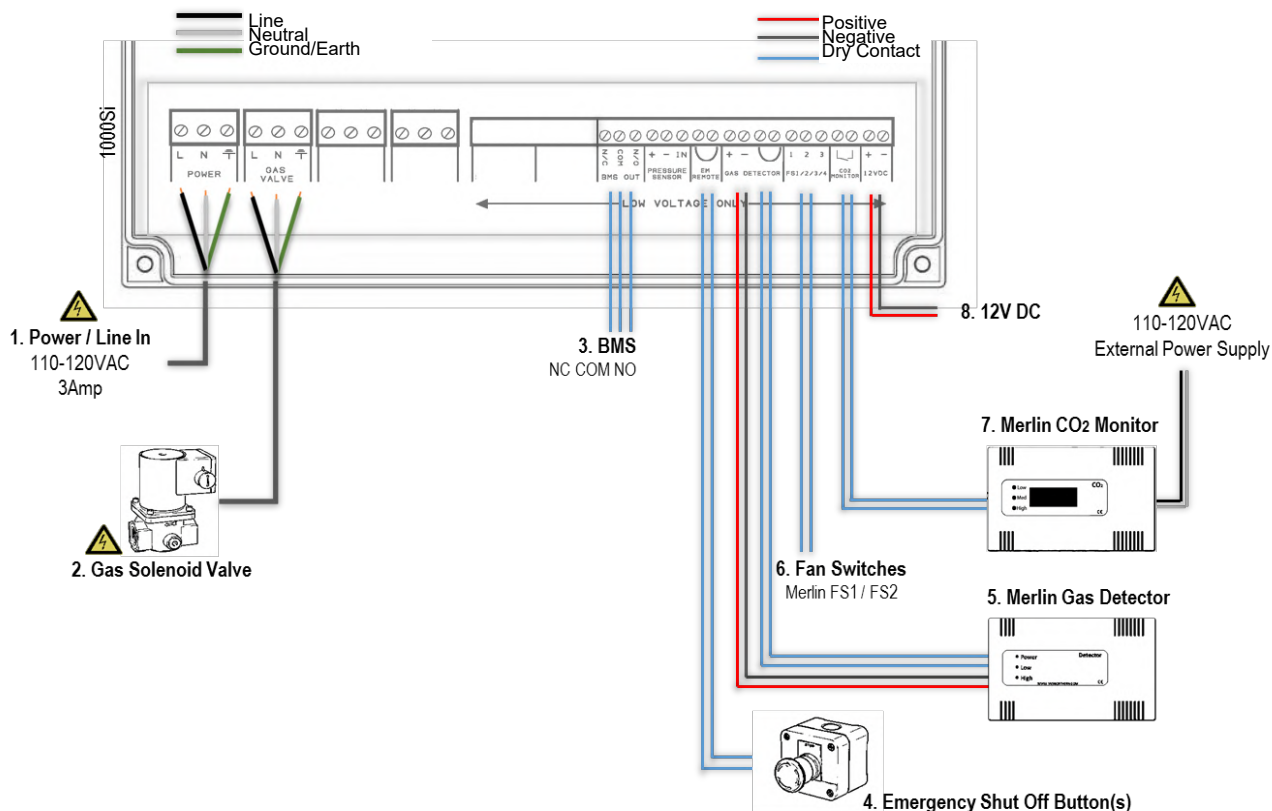 Line
Neutral
Ground/Earth
Positive
Negative
Dry Contact
1000Si
L N
POWER
L N
GAS
VALVE
N/C COM N/O
BMS OUT
+ - IN
PRESSURE
SENSOR
EM
REMOTE
+ -
GAS DETECTOR
1 2 3
FS1/2/3/4
CO2
MONITOR
+ -
12VDC
LOW VOLTAGE ONLY
1. Power / Line In
110-120VAC
3Amp
2. Gas Solenoid Valve
3. BMS
NC COM NO
8. 12V DC
110-120VAC
External Power Supply
7. Merlin CO2 Monitor
Low
Med
High
CO2
CE
6. Fan Switches
Merlin FS1 / FS2
5. Merlin Gas Detector
Power
Low
High
Detector
CE
4. Emergency Shut Off Button(s)